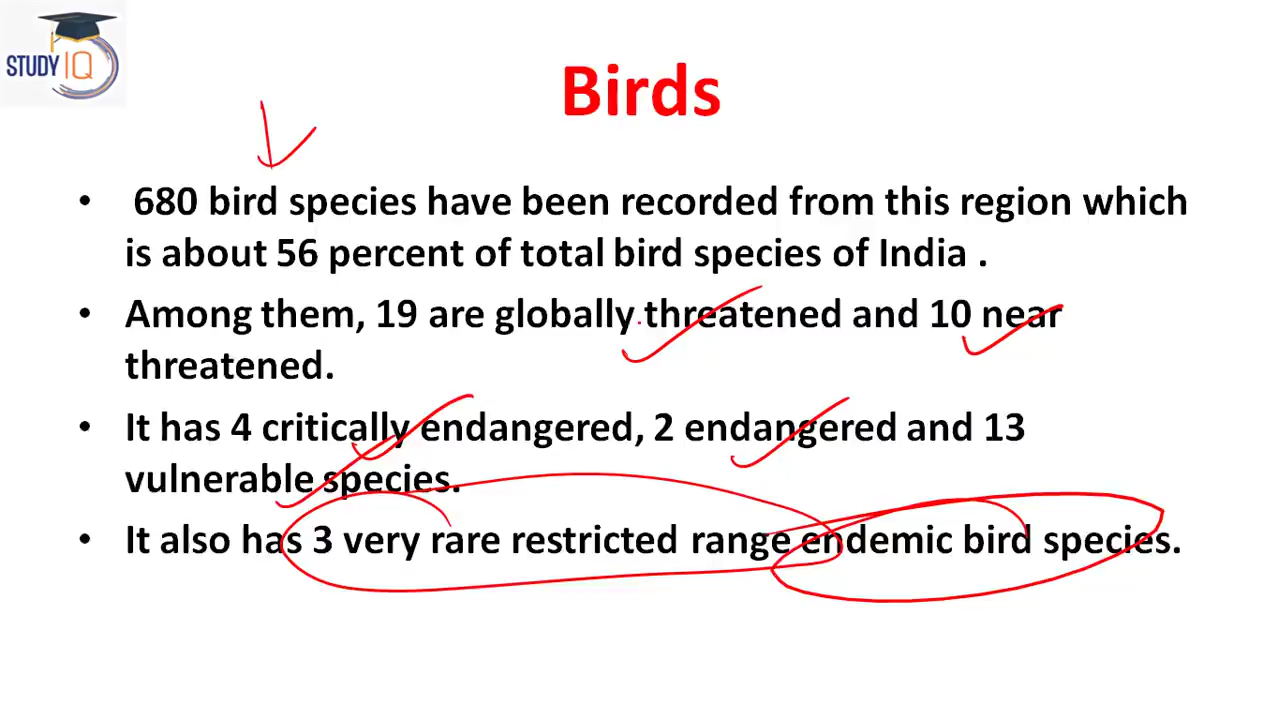 STUDY IQ
Birds
• 680 bird species have been recorded from this region which
is about 56 percent of total bird species of India .
• Among them, 19 are globally threatened and 10 near
threatened.
• It has 4 critically endangered, 2 endangered and 13
vulnerable species.
• It also has 3 very rare restricted range endemic bird species.